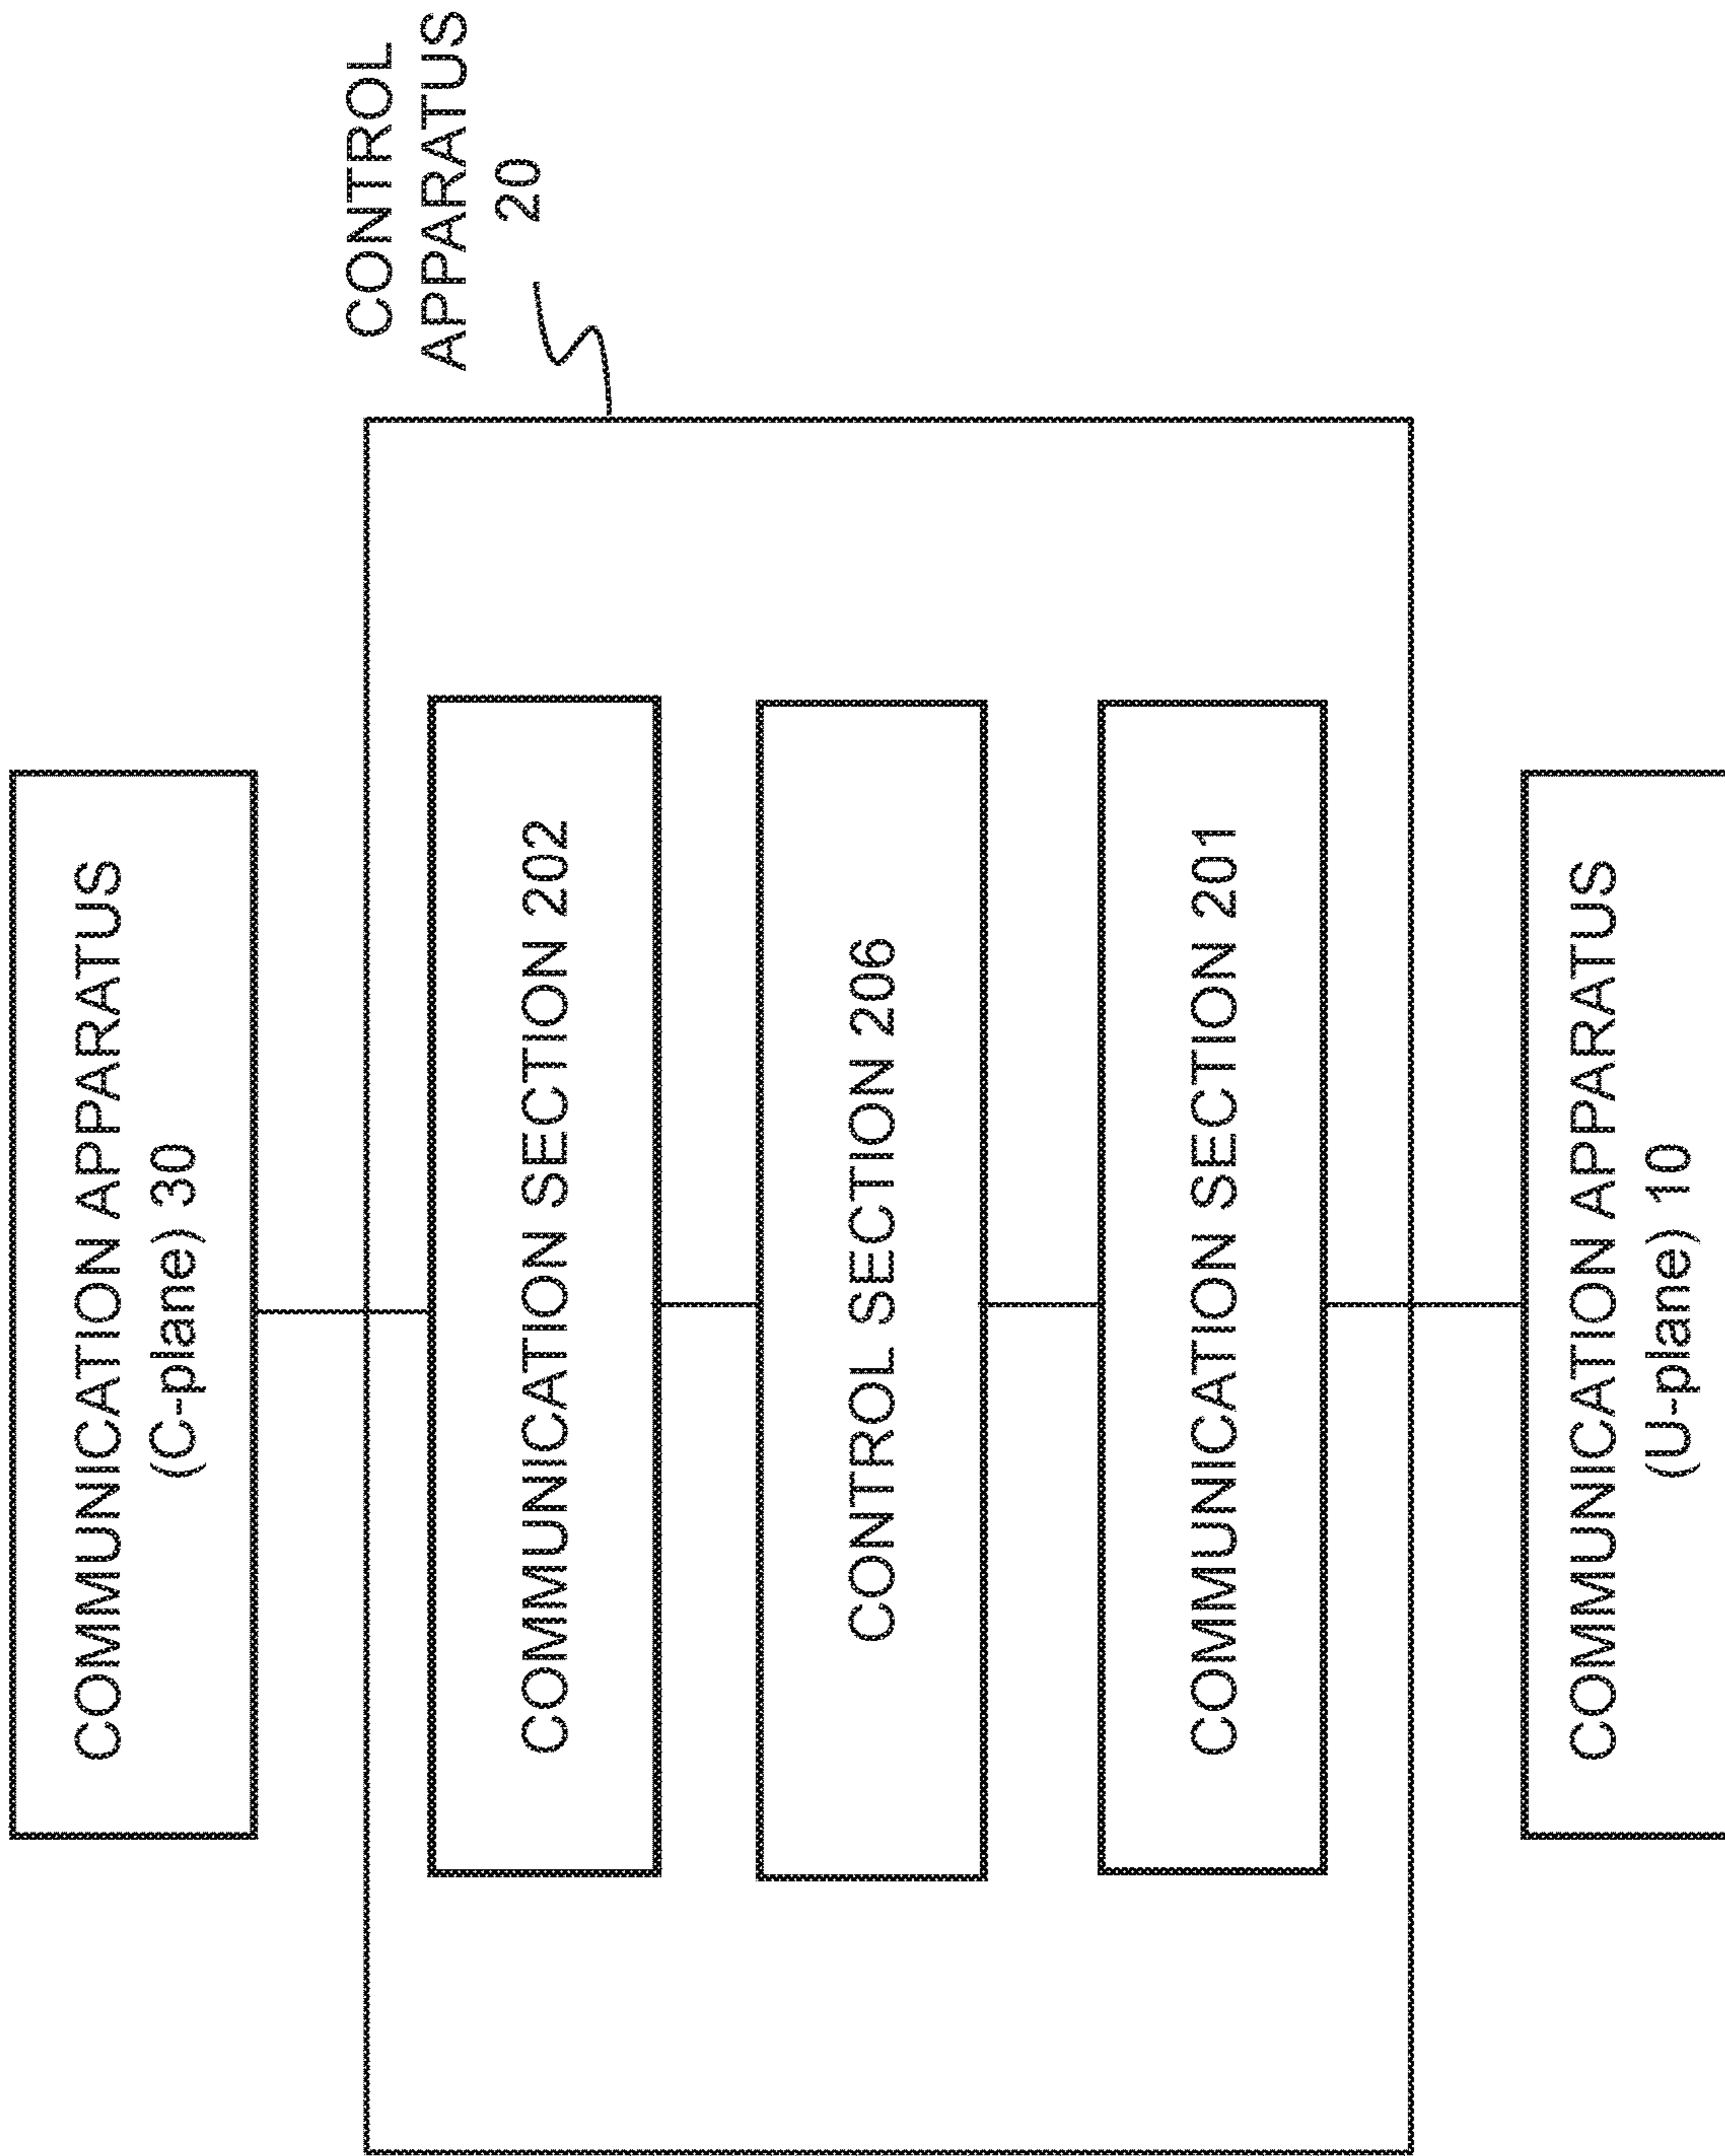 COMMUNICATION APPARATUS
(C-plane) 30
CONTROL
APPARATUS
20
COMMUNICATION SECTION 202
CONTROL SECTION 206
COMMUNICATION SECTION 201
COMMUNICATION APPARATUS
(U-plane) 10